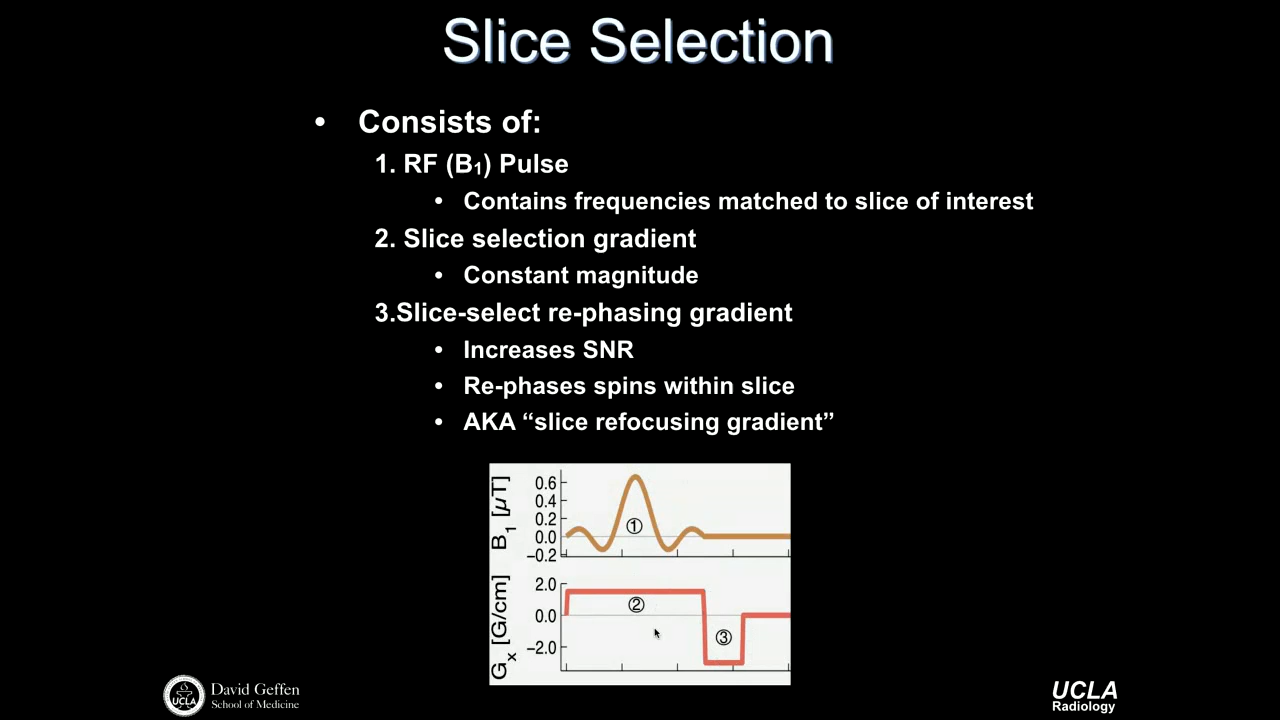 Slice Selection
• Consists of:
1. RF (B₁) Pulse
• Contains frequencies matched to slice of interest
2. Slice selection gradient
• Constant magnitude
3.Slice-select re-phasing gradient
• Increases SNR
• Re-phases spins within slice
• AKA “slice refocusing gradient”
B₁ [μT]
0.6
0.4
0.2
0.0
−0.2
①
Gₓ [G/cm]
2.0
0.0
−2.0
②
③
UCLA
David Geffen
School of Medicine
UCLA
Radiology